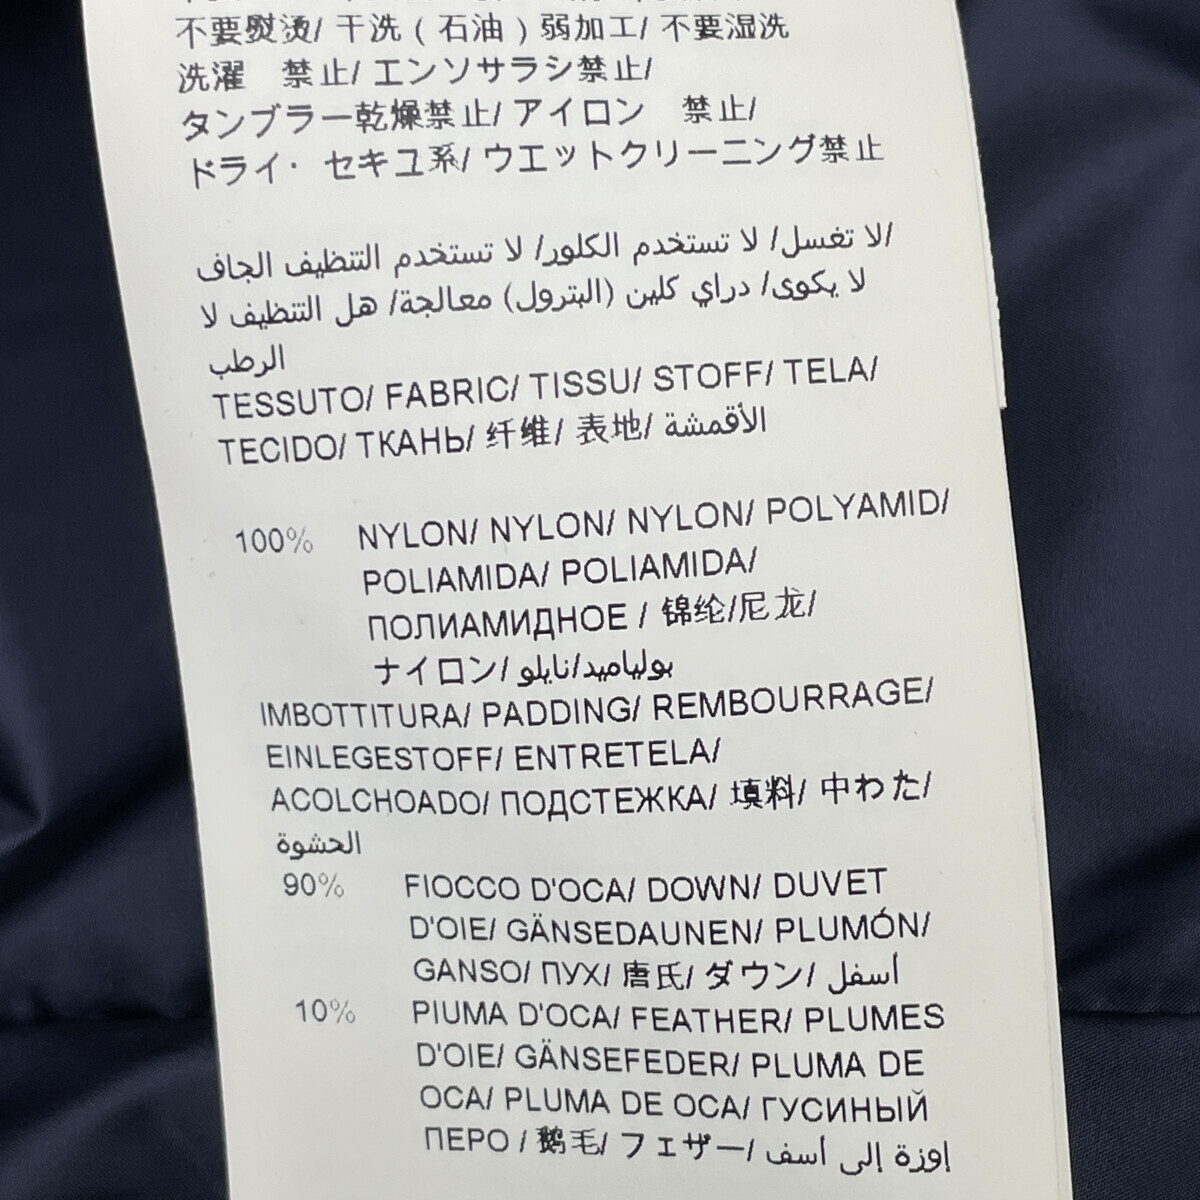 不要熨烫/ 干洗 ( 石油 ) 弱加工/ 不要湿洗
洗濯　禁止/ エンソサラシ禁止/
タンブラー乾燥禁止/ アイロン　禁止/
ドライ・ セキユ系/ ウエットクリーニング禁止
لا تغسل/ لا تستخدم الكلور/ لا تستخدم التنظيف الجاف/
لا يكوى/ دراي كلين (البترول) معالجة/ هل التنظيف لا
الرطب
TESSUTO/ FABRIC/ TISSU/ STOFF/ TELA/
TECIDO/ ТКАНЬ/ 纤维/ 表地/ الأقمشة
100% NYLON/ NYLON/ NYLON/ POLYAMID/
POLIAMIDA/ POLIAMIDA/
ПОЛИАМИДНОЕ / 锦纶/尼龙/
ナイロン/ بولياميد/نايلو
IMBOTTITURA/ PADDING/ REMBOURRAGE/
EINLEGESTOFF/ ENTRETELA/
ACOLCHOADO/ ПОДСТЕЖКА/ 填料/ 中わた/
الحشوة
90% FIOCCO D'OCA/ DOWN/ DUVET
D'OIE/ GÄNSEDAUNEN/ PLUMÓN/
GANSO/ ПУХ/ 唐氏/ ダウン/ أسفل
10% PIUMA D'OCA/ FEATHER/ PLUMES
D'OIE/ GÄNSEFEDER/ PLUMA DE
OCA/ PLUMA DE OCA/ ГУСИНЫЙ
ПЕРО / 鹅毛/ フェザー/ إوزة إلى أسف